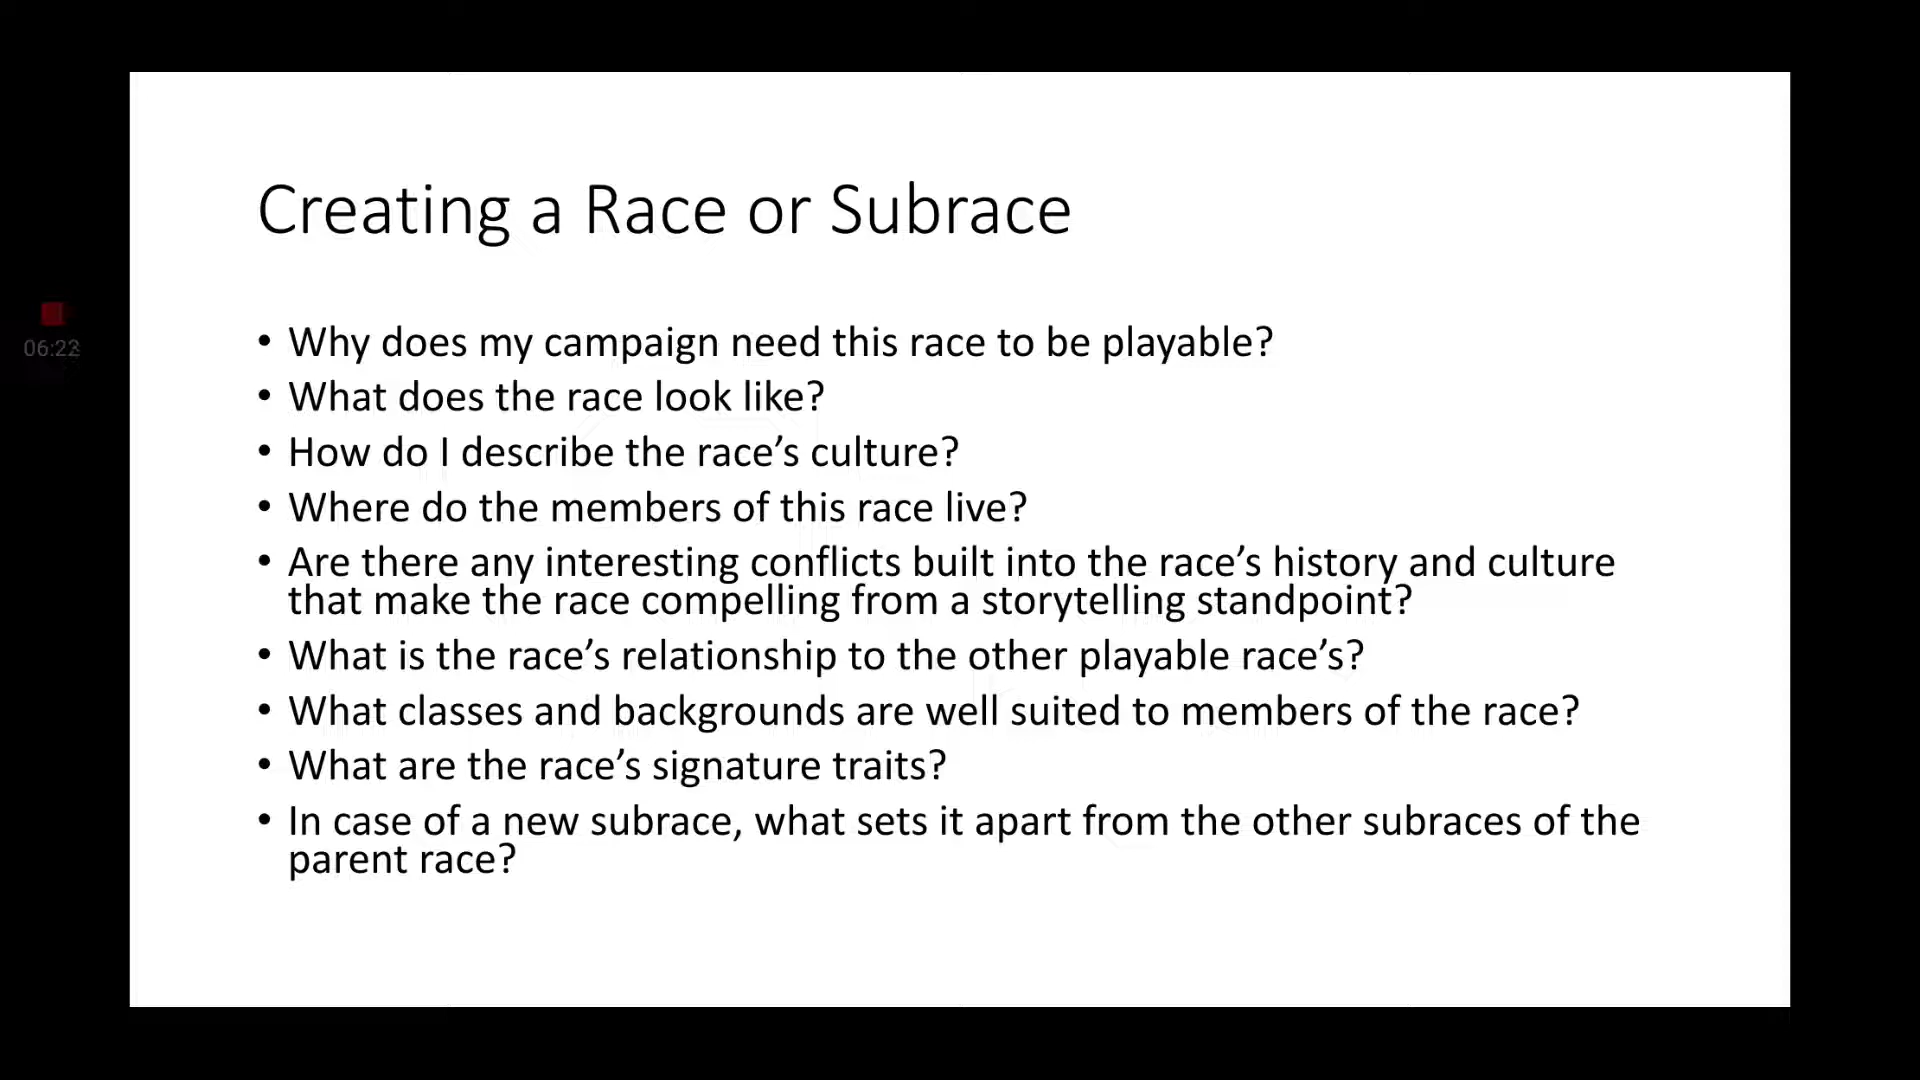 Creating a Race or Subrace
• Why does my campaign need this race to be playable?
• What does the race look like?
• How do I describe the race’s culture?
• Where do the members of this race live?
• Are there any interesting conflicts built into the race’s history and culture
that make the race compelling from a storytelling standpoint?
• What is the race’s relationship to the other playable race’s?
• What classes and backgrounds are well suited to members of the race?
• What are the race’s signature traits?
• In case of a new subrace, what sets it apart from the other subraces of the
parent race?